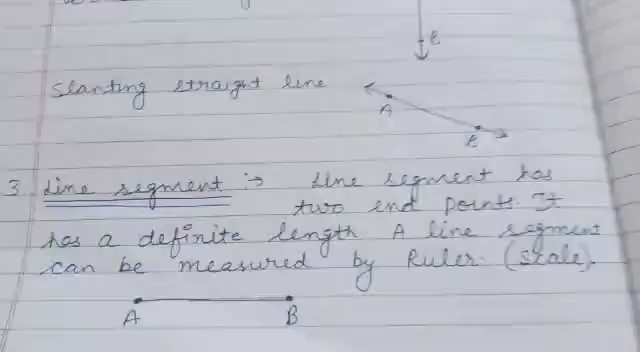 Slanting straight line
A
3 Line segment :→ Line segment has
two end points. It
has a definite length A line segment
can be measured by Ruler. (Scale).
A B